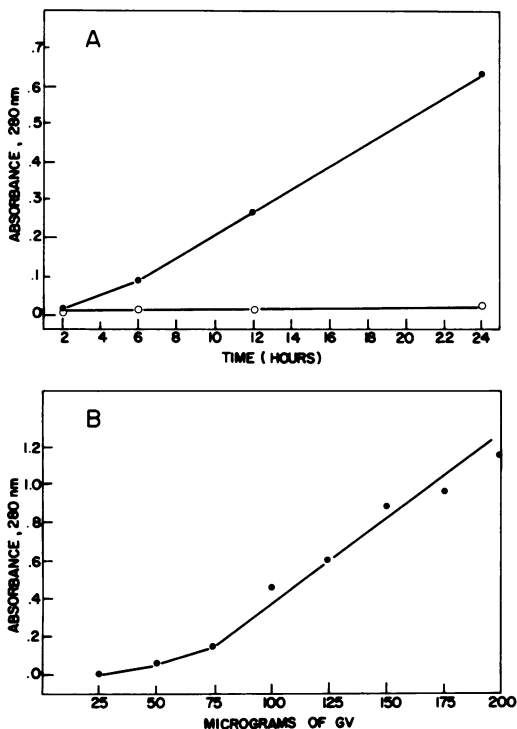 A
.7
.6
.5
.4
.3
.2
.1
0
ABSORBANCE, 280 nm
2 4 6 8 10 12 14 16 18 20 22 24
TIME (HOURS)
B
1.2
1.0
.8
.6
.4
.2
.0
ABSORBANCE, 280 nm
25 50 75 100 125 150 175 200
MICROGRAMS OF GV